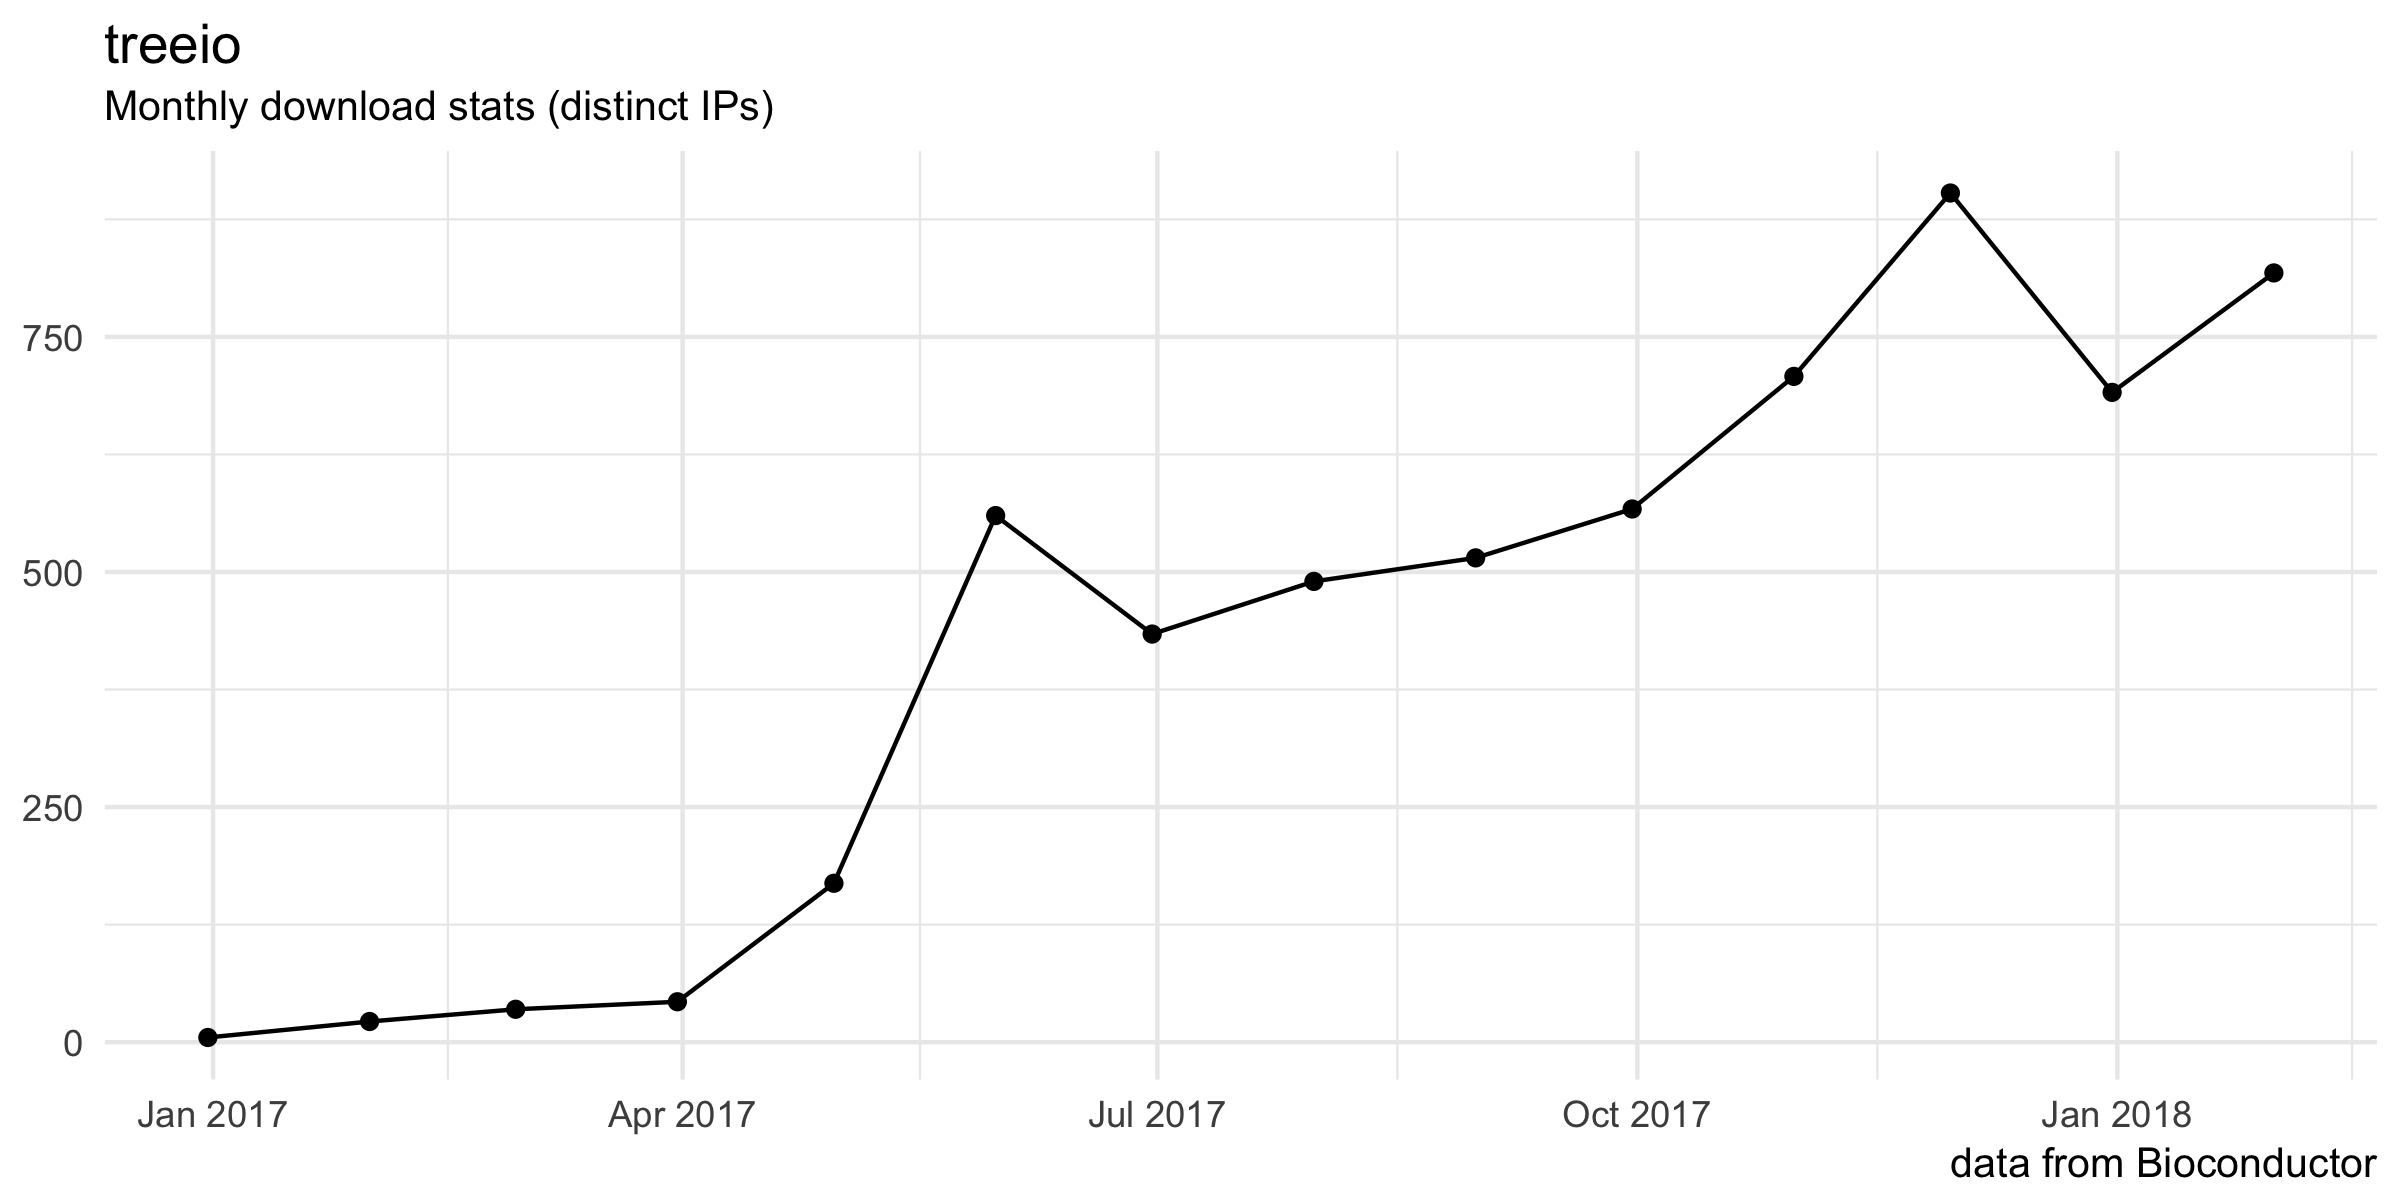 treeio
Monthly download stats (distinct IPs)
750
500
250
0
Jan 2017 Apr 2017 Jul 2017 Oct 2017 Jan 2018
data from Bioconductor